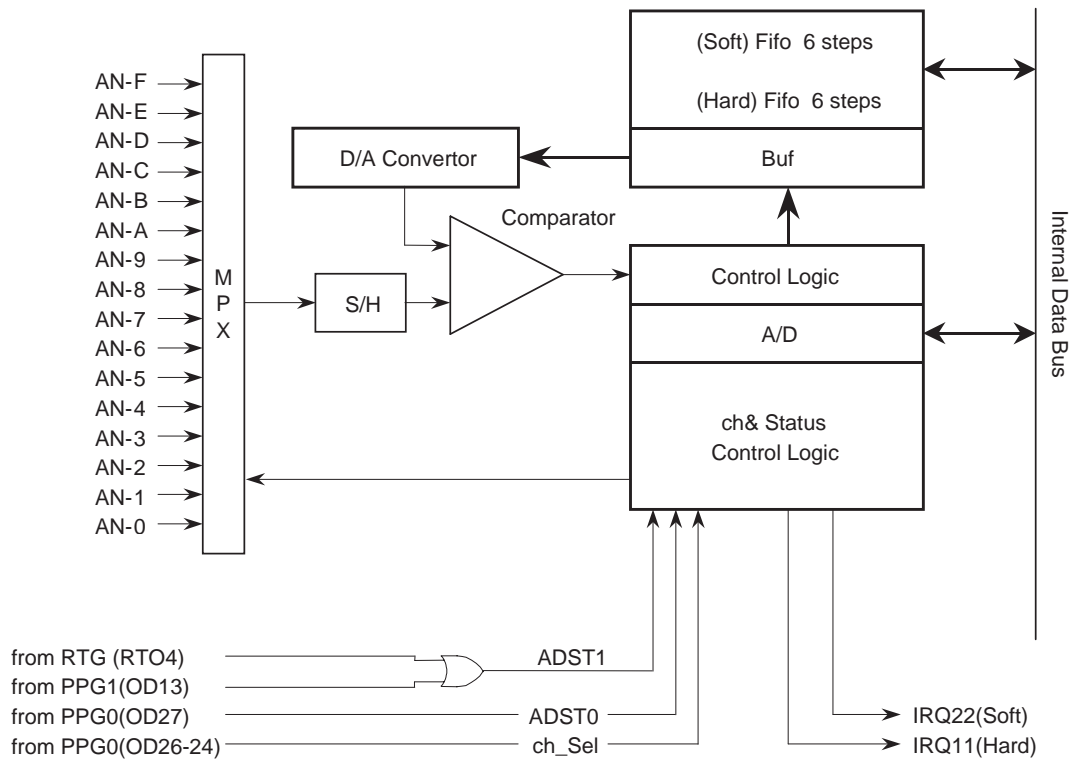 (Soft) Fifo 6 steps
(Hard) Fifo 6 steps
Buf
D/A Convertor
Comparator
AN-F
AN-E
AN-D
AN-C
AN-B
AN-A
AN-9
AN-8
AN-7
AN-6
AN-5
AN-4
AN-3
AN-2
AN-1
AN-0
M
P
X
S/H
Control Logic
A/D
ch& Status
Control Logic
Internal Data Bus
from RTG (RTO4)
from PPG1(OD13)
from PPG0(OD27)
from PPG0(OD26-24)
ADST1
ADST0
ch_Sel
IRQ22(Soft)
IRQ11(Hard)